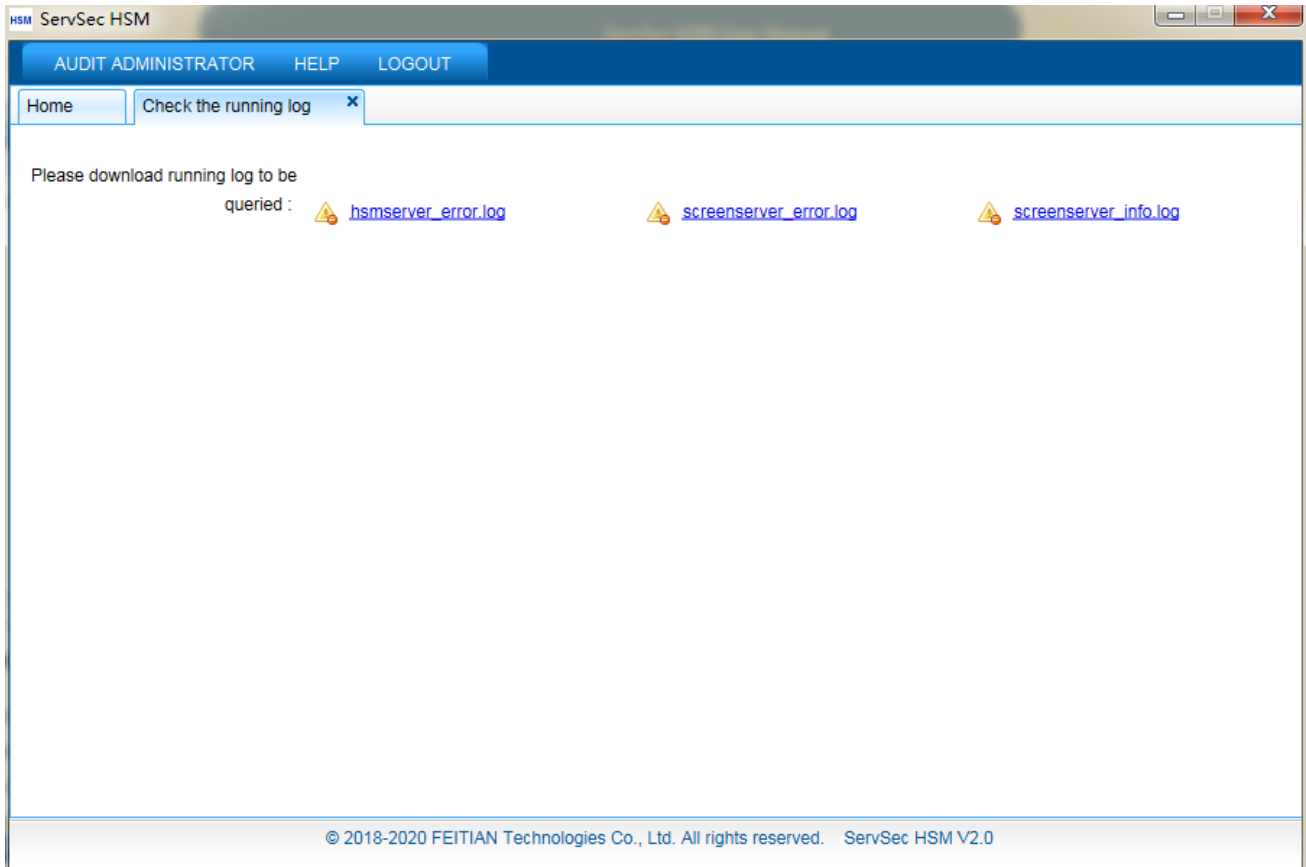 HSM ServSec HSM
AUDIT ADMINISTRATOR HELP LOGOUT
Home Check the running log
Please download running log to be
queried : hsmserver_error.log screenserver_error.log screenserver_info.log
© 2018-2020 FEITIAN Technologies Co., Ltd. All rights reserved. ServSec HSM V2.0